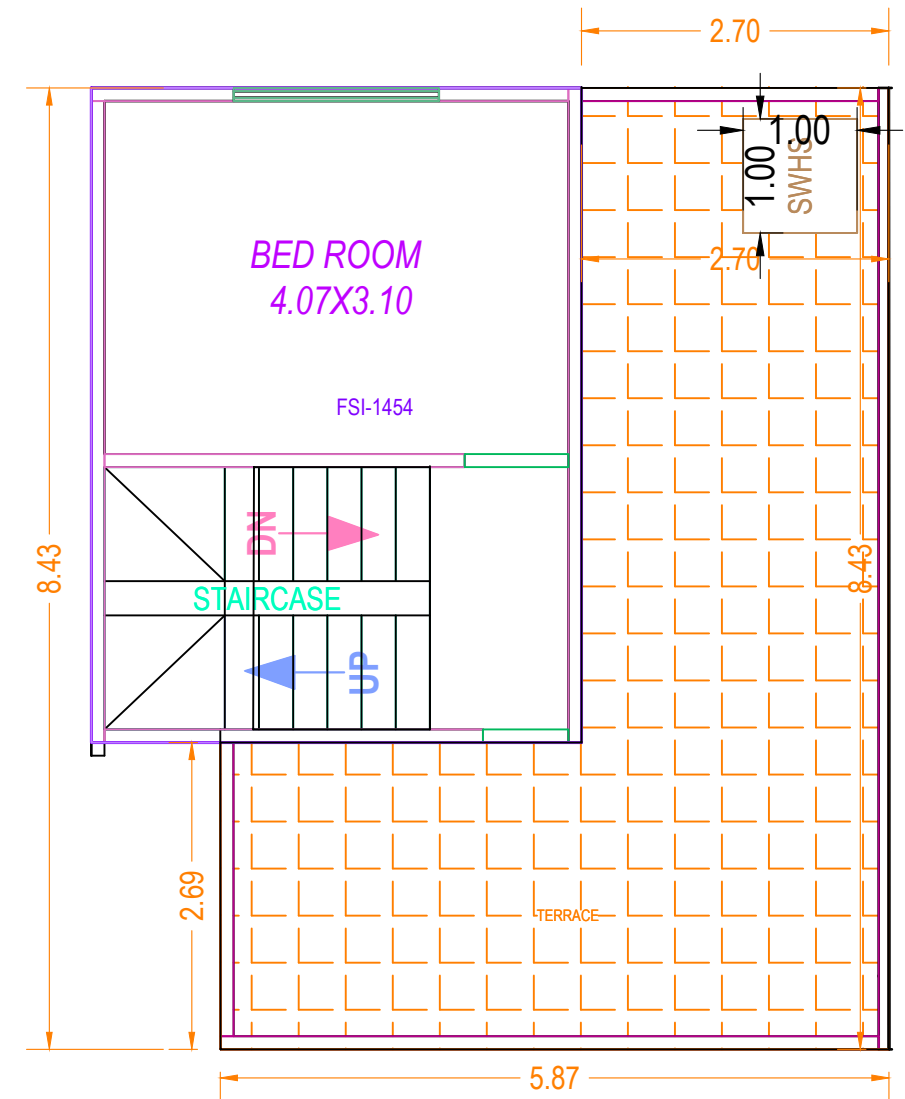 2.70
1.00
1.00
SWHS
2.70
BED ROOM
4.07X3.10
FSI-1454
DN
STAIRCASE
UP
8.43
8.43
2.69
TERRACE
5.87